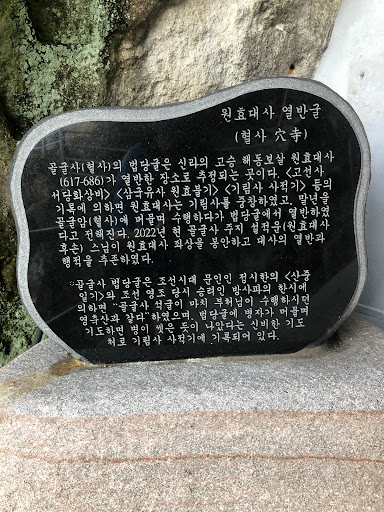 원효대사 열반굴
(혈사 穴寺)
골굴사(혈사)의 법당굴은 신라의 고승 해동보살 원효대사
(617-686)가 열반한 장소로 추정되는 곳이다. <고선사
서당화상비> <삼국유사 원효불기> <기림사 사적기> 등의
기록에 의하면 원효대사는 기림사를 중창하였고, 말년을
골굴암(혈사)에 머물며 수행하다가 법당굴에서 열반하였
다고 전해진다. 2022년 현 골굴사 주지 설적운(원효대사
후손) 스님이 원효대사 좌상을 봉안하고 대사의 열반과
행적을 추존하였다.
골굴사 법당굴은 조선시대 문인인 정시한의 <산중
일기>와 조선 영조 당시 승려인 방사파의 한시에
의하면 "골굴사 석굴이 마치 부처님이 수행하시던
영추산과 같다"하였으며, 법당굴에 병자가 머물며
기도하면 병이 씻은 듯이 나았다는 신비한 기도
처로 기림사 사적기에 기록되어 있다.